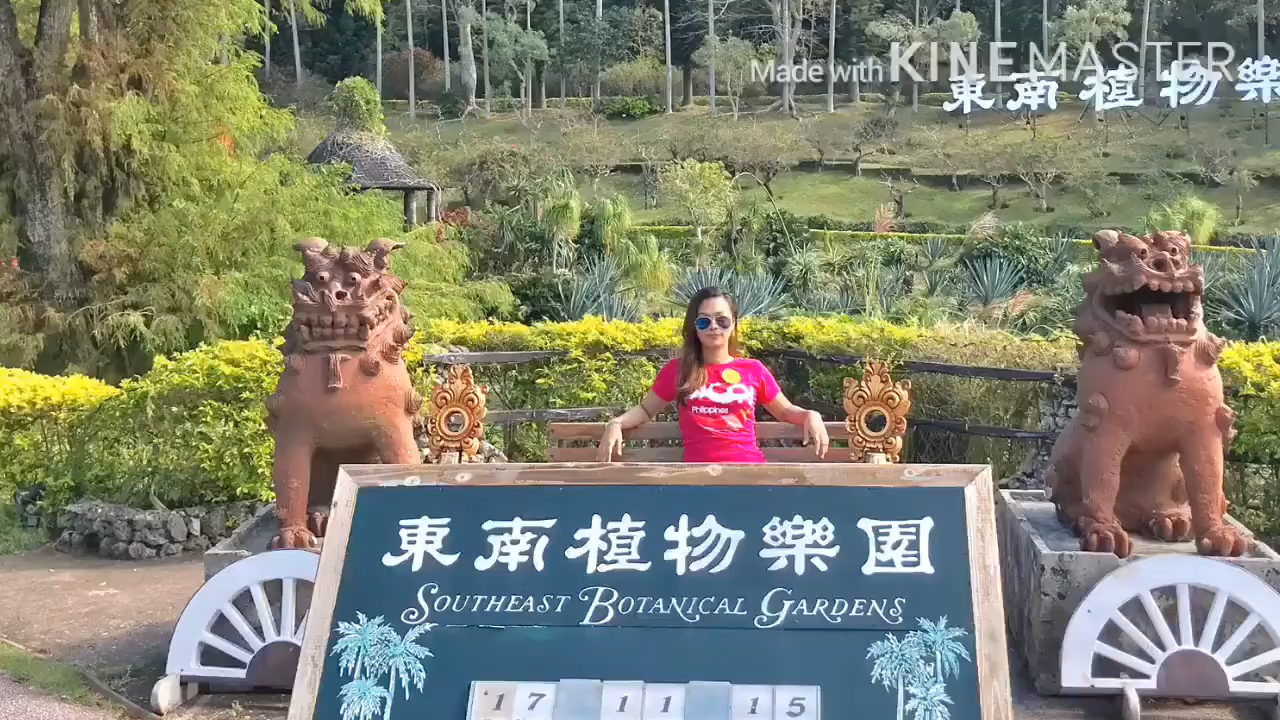 Made with KINEMASTER
東南植物樂
Philippines
東南植物樂園
SOUTHEAST BOTANICAL GARDENS
'17 11 15